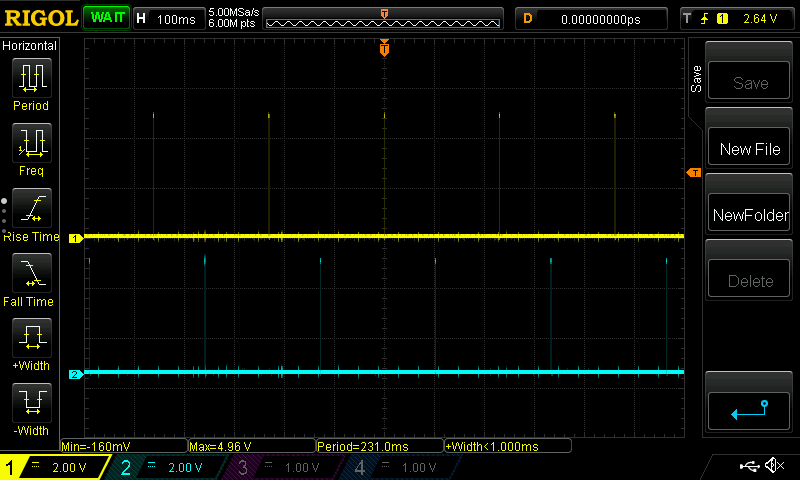 RIGOL WAIT H 100ms 5.00MSa/s 6.00M pts T D 0.00000000ps T 1 2.64 V
Horizontal
Period
Freq
Rise Time
Fall Time
+Width
-Width
T
1
2
T
Save
Save
New File
NewFolder
Delete
Min=-160mV Max=4.96 V Period=231.0ms +Width<1.000ms
1 = 2.00 V 2 = 2.00 V 3 = 1.00 V 4 = 1.00 V